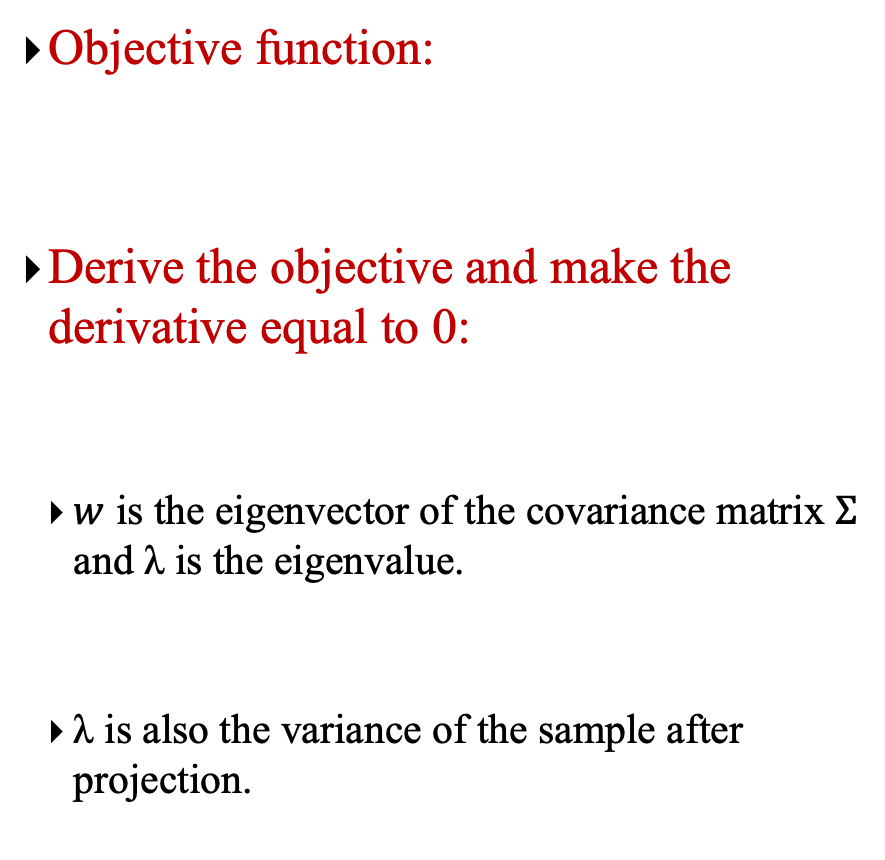 Objective function:
Derive the objective and make the
derivative equal to 0:
w is the eigenvector of the covariance matrix Σ
and λ is the eigenvalue.
λ is also the variance of the sample after
projection.